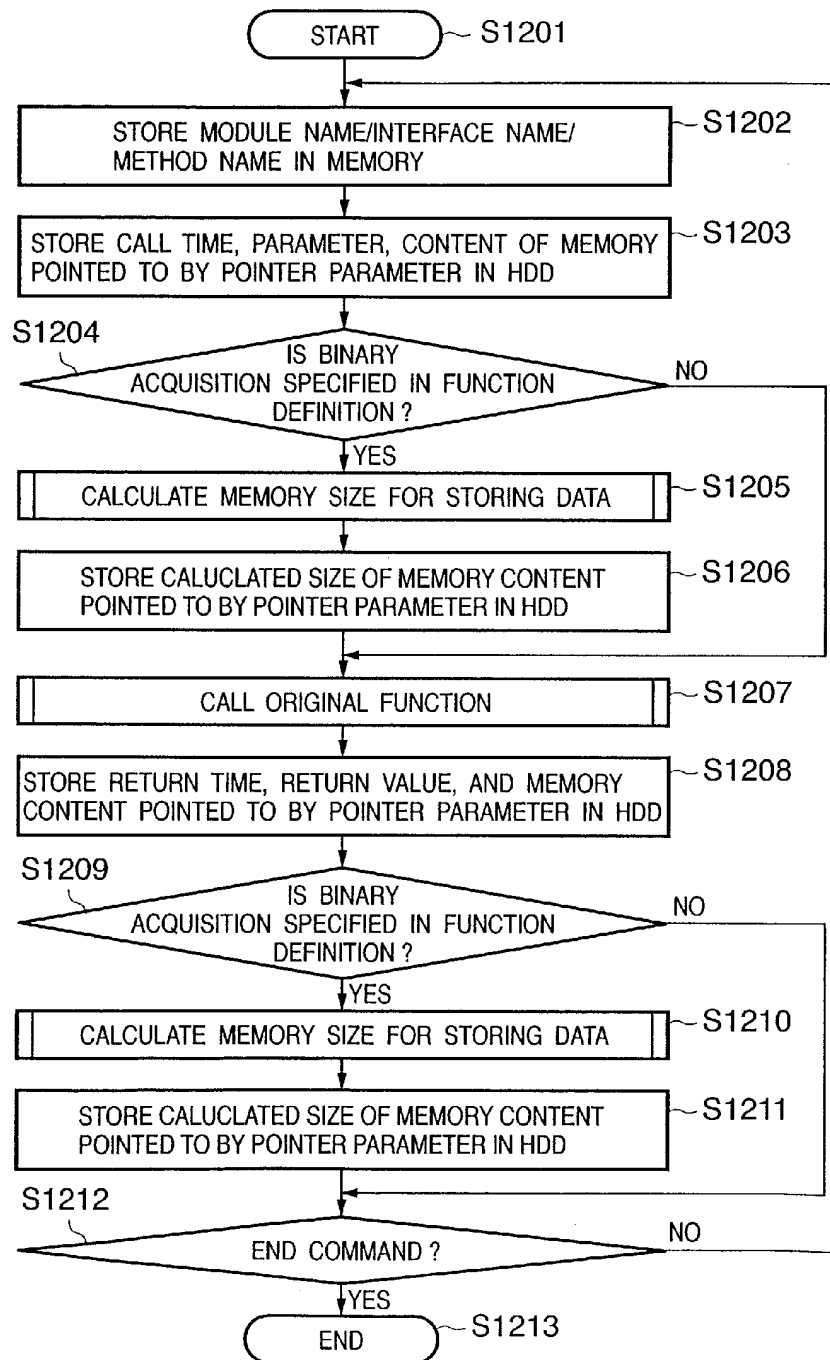 START
S1201
STORE MODULE NAME/INTERFACE NAME/
METHOD NAME IN MEMORY
S1202
STORE CALL TIME, PARAMETER, CONTENT OF MEMORY
POINTED TO BY POINTER PARAMETER IN HDD
S1203
S1204
IS BINARY
ACQUISITION SPECIFIED IN FUNCTION
DEFINITION ?
NO
YES
CALCULATE MEMORY SIZE FOR STORING DATA
S1205
STORE CALUCLATED SIZE OF MEMORY CONTENT
POINTED TO BY POINTER PARAMETER IN HDD
S1206
CALL ORIGINAL FUNCTION
S1207
STORE RETURN TIME, RETURN VALUE, AND MEMORY
CONTENT POINTED TO BY POINTER PARAMETER IN HDD
S1208
S1209
IS BINARY
ACQUISITION SPECIFIED IN FUNCTION
DEFINITION ?
NO
YES
CALCULATE MEMORY SIZE FOR STORING DATA
S1210
STORE CALUCLATED SIZE OF MEMORY CONTENT
POINTED TO BY POINTER PARAMETER IN HDD
S1211
S1212
END COMMAND ?
NO
YES
END
S1213